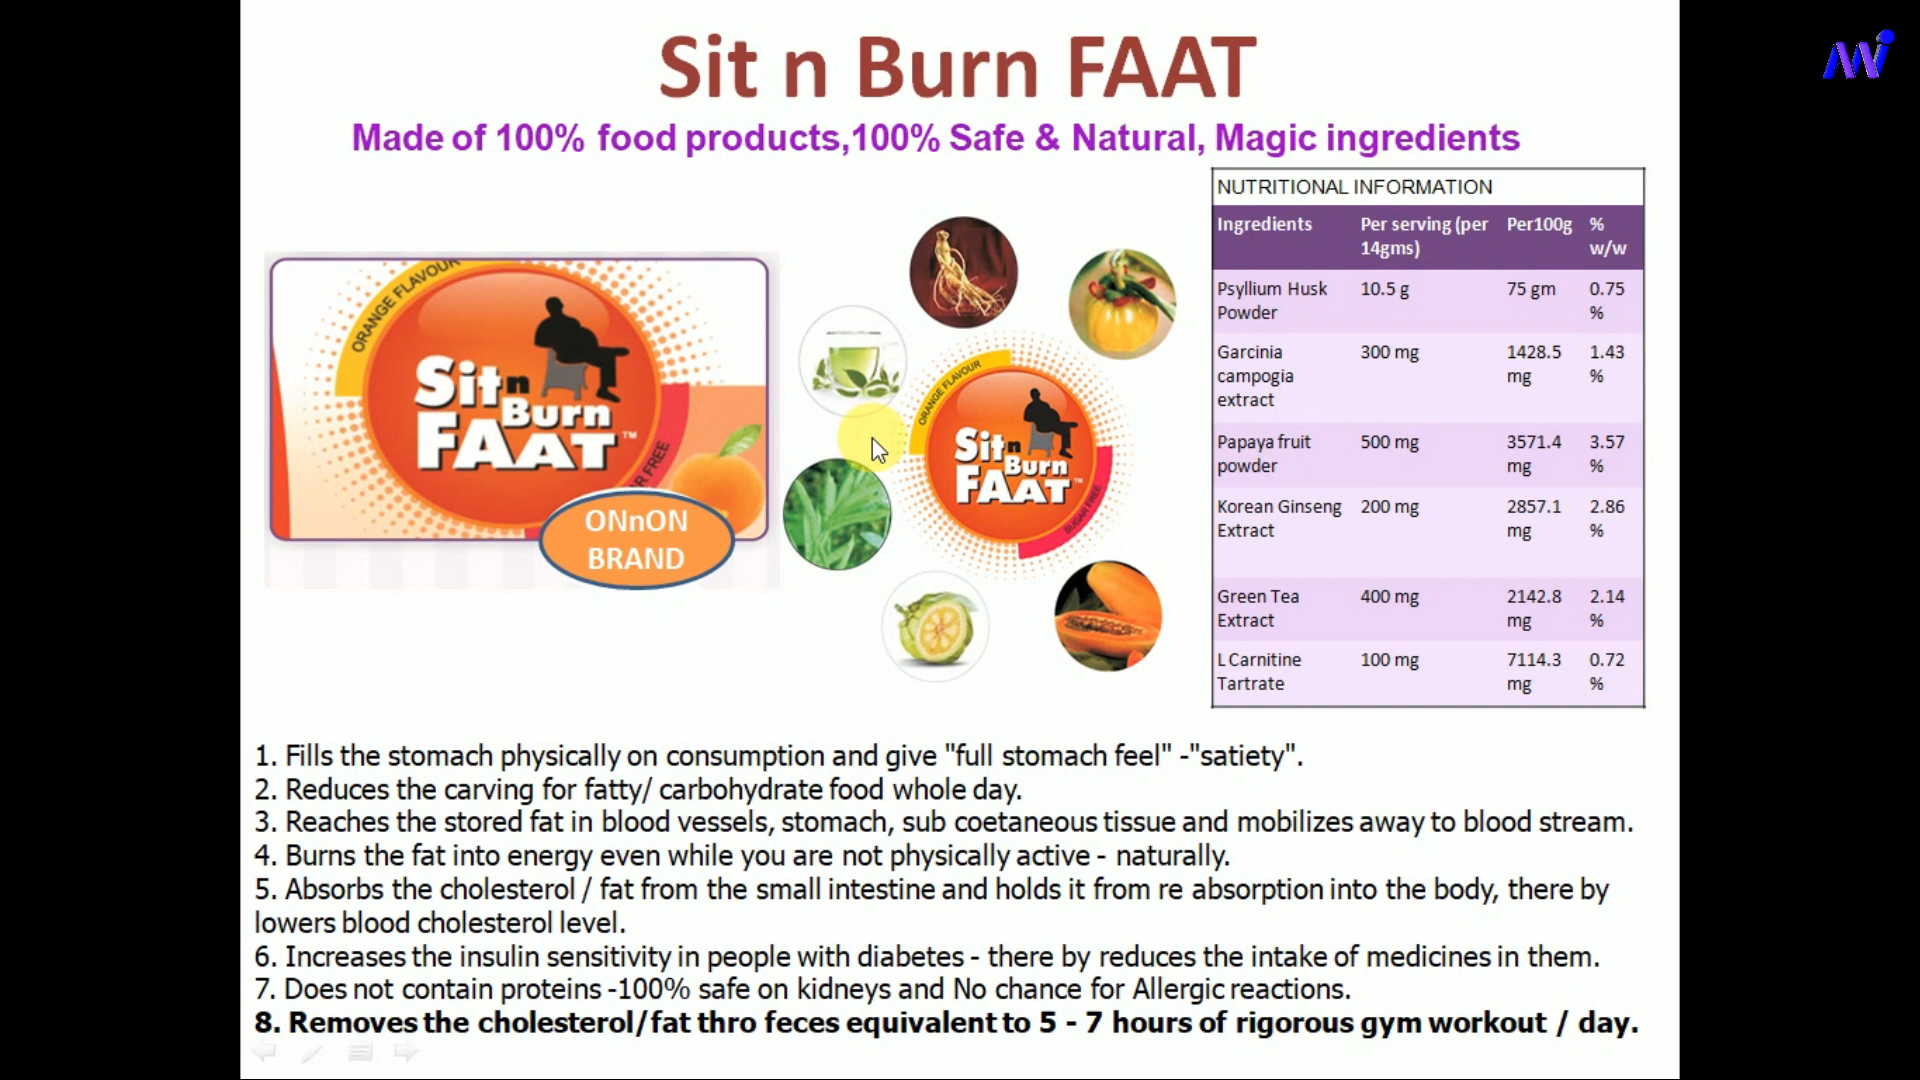 Sit n Burn FAAT
Made of 100% food products,100% Safe & Natural, Magic ingredients
ORANGE FLAVOUR
Sit n
Burn
FAAT™
R FREE
ONnON
BRAND
ORANGE FLAVOUR
Sit n
Burn
FAAT™
SUGAR FREE
NUTRITIONAL INFORMATION
Ingredients Per serving (per 14gms) Per100g % w/w
Psyllium Husk Powder 10.5 g 75 gm 0.75 %
Garcinia campogia extract 300 mg 1428.5 mg 1.43 %
Papaya fruit powder 500 mg 3571.4 mg 3.57 %
Korean Ginseng Extract 200 mg 2857.1 mg 2.86 %
Green Tea Extract 400 mg 2142.8 mg 2.14 %
L Carnitine Tartrate 100 mg 7114.3 mg 0.72 %
1. Fills the stomach physically on consumption and give "full stomach feel" -"satiety".
2. Reduces the carving for fatty/ carbohydrate food whole day.
3. Reaches the stored fat in blood vessels, stomach, sub coetaneous tissue and mobilizes away to blood stream.
4. Burns the fat into energy even while you are not physically active - naturally.
5. Absorbs the cholesterol / fat from the small intestine and holds it from re absorption into the body, there by
lowers blood cholesterol level.
6. Increases the insulin sensitivity in people with diabetes - there by reduces the intake of medicines in them.
7. Does not contain proteins -100% safe on kidneys and No chance for Allergic reactions.
8. Removes the cholesterol/fat thro feces equivalent to 5 - 7 hours of rigorous gym workout / day.